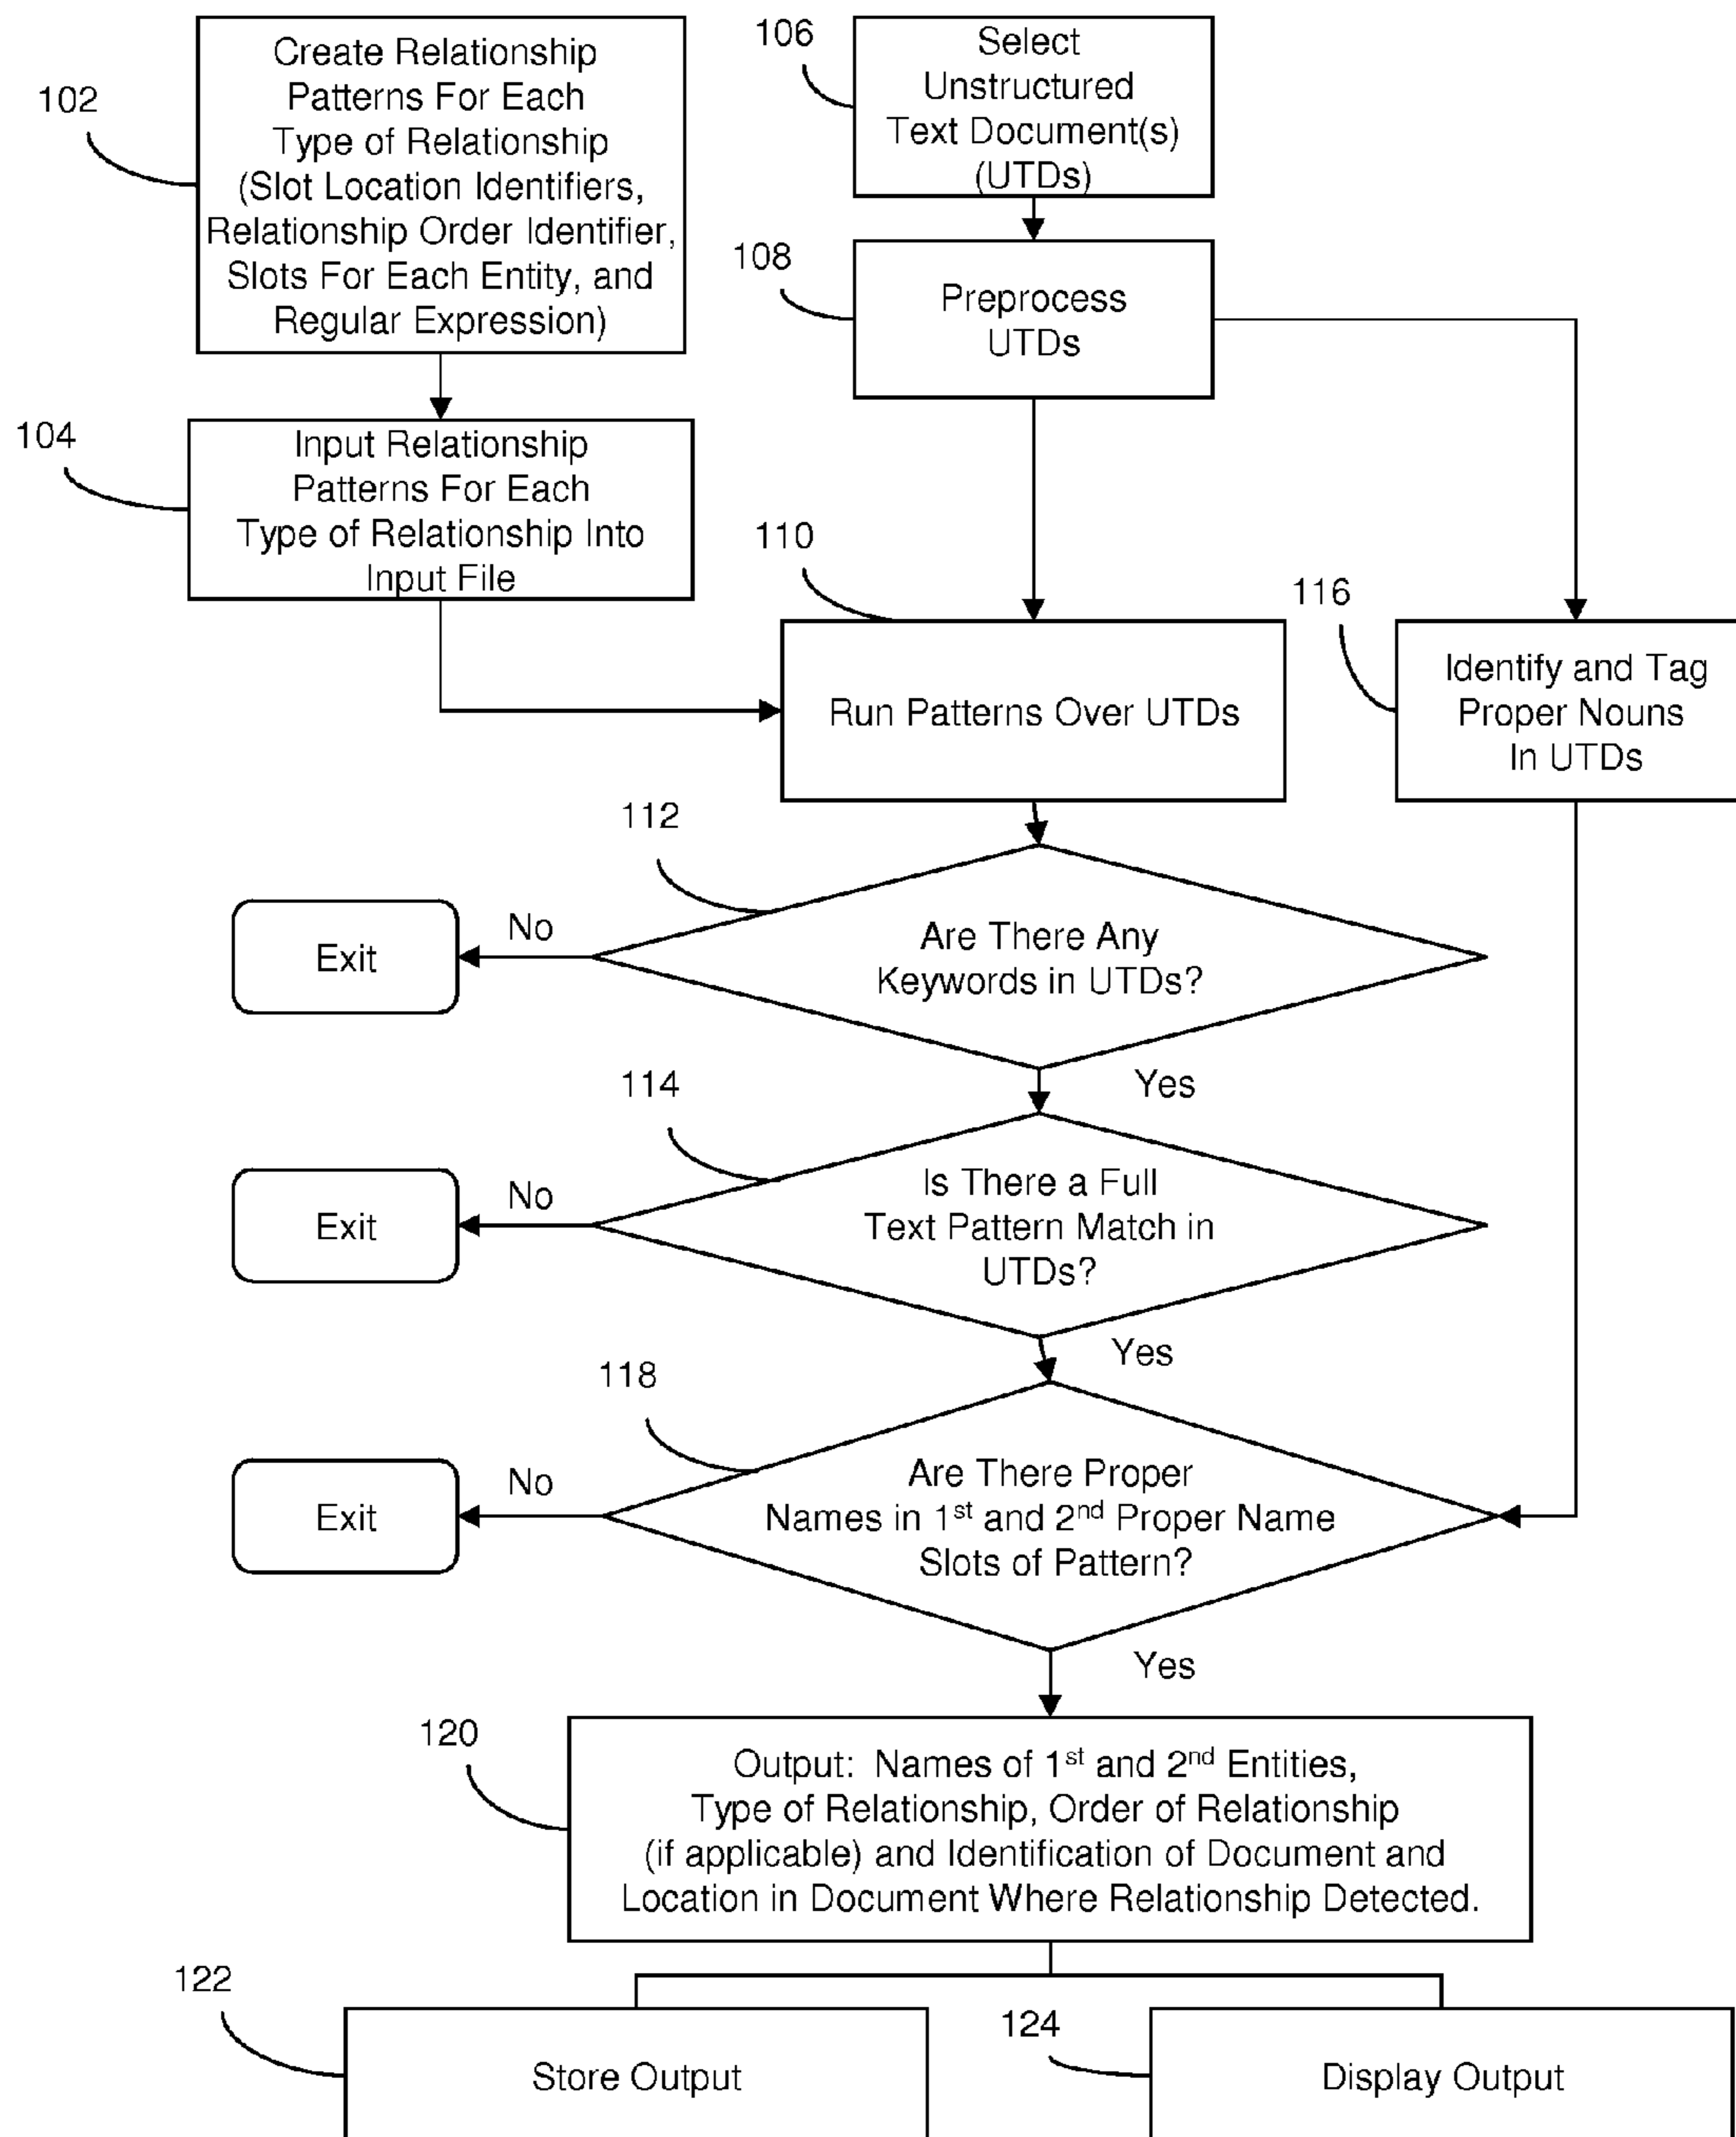 102
Create Relationship
Patterns For Each
Type of Relationship
(Slot Location Identifiers,
Relationship Order Identifier,
Slots For Each Entity, and
Regular Expression)
106
Select
Unstructured
Text Document(s)
(UTDs)
108
Preprocess
UTDs
104
Input Relationship
Patterns For Each
Type of Relationship Into
Input File
110
Run Patterns Over UTDs
116
Identify and Tag
Proper Nouns
In UTDs
112
Are There Any
Keywords in UTDs?
No
Exit
Yes
114
Is There a Full
Text Pattern Match in
UTDs?
No
Exit
Yes
118
Are There Proper
Names in 1st and 2nd Proper Name
Slots of Pattern?
No
Exit
Yes
120
Output: Names of 1st and 2nd Entities,
Type of Relationship, Order of Relationship
(if applicable) and Identification of Document and
Location in Document Where Relationship Detected.
122
Store Output
124
Display Output